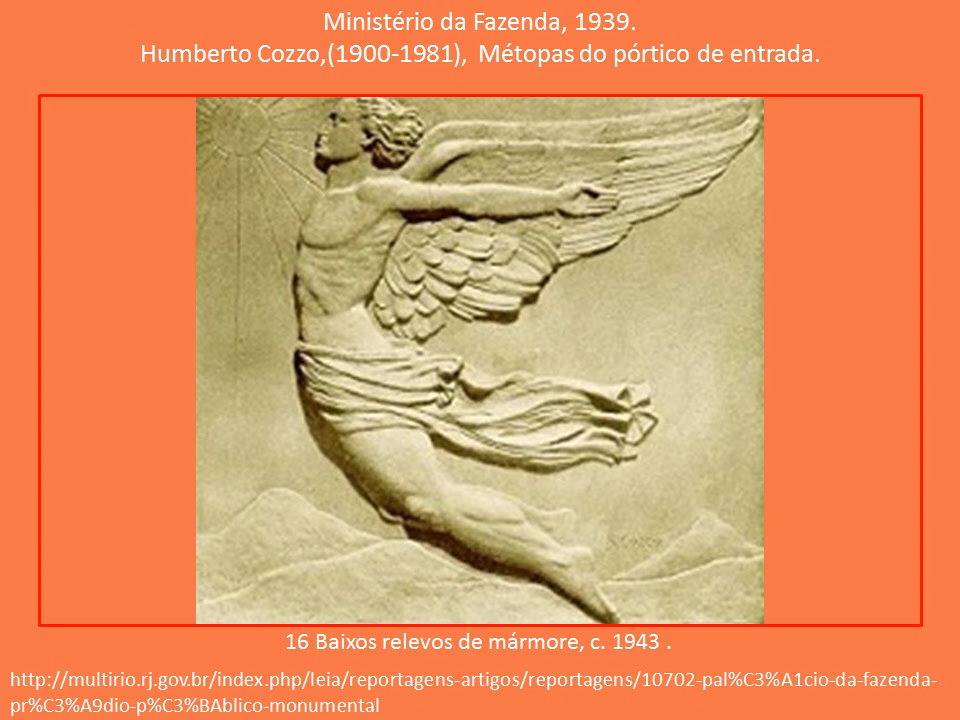 Ministério da Fazenda, 1939.
Humberto Cozzo,(1900-1981), Métopas do pórtico de entrada.
16 Baixos relevos de mármore, c. 1943 .
http://multirio.rj.gov.br/index.php/leia/reportagens-artigos/reportagens/10702-pal%C3%A1cio-da-fazenda-
pr%C3%A9dio-p%C3%BAblico-monumental